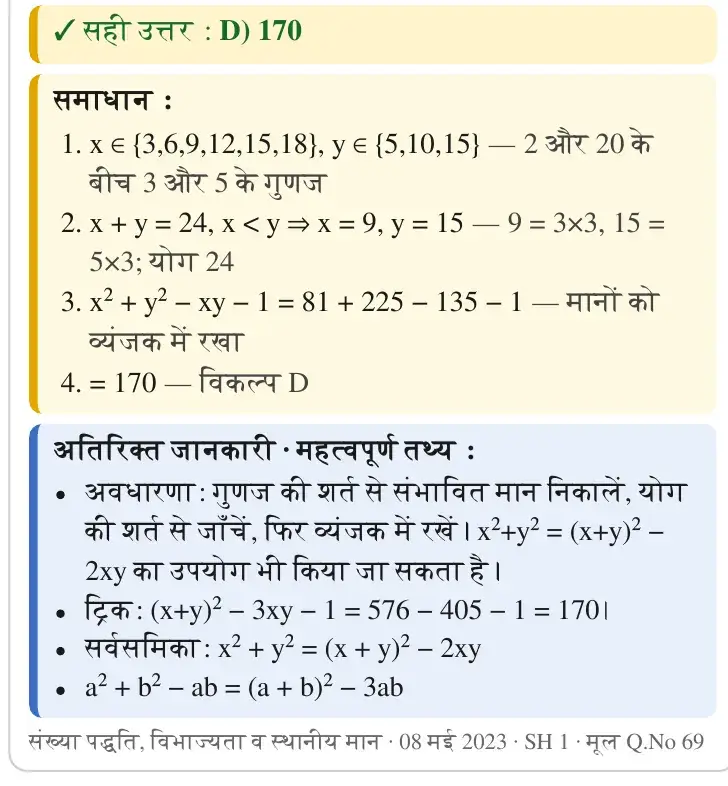 ✓ सही उत्तर : D) 170
समाधान :
1. x ∈ {3,6,9,12,15,18}, y ∈ {5,10,15} — 2 और 20 के
बीच 3 और 5 के गुणज
2. x + y = 24, x < y ⇒ x = 9, y = 15 — 9 = 3×3, 15 =
5×3; योग 24
3. x² + y² − xy − 1 = 81 + 225 − 135 − 1 — मानों को
व्यंजक में रखा
4. = 170 — विकल्प D
अतिरिक्त जानकारी · महत्वपूर्ण तथ्य :
• अवधारणा : गुणज की शर्त से संभावित मान निकालें, योग
की शर्त से जाँचें, फिर व्यंजक में रखें। x²+y² = (x+y)² −
2xy का उपयोग भी किया जा सकता है।
• ट्रिक : (x+y)² − 3xy − 1 = 576 − 405 − 1 = 170।
• सर्वसमिका : x² + y² = (x + y)² − 2xy
• a² + b² − ab = (a + b)² − 3ab
संख्या पद्धति, विभाज्यता व स्थानीय मान · 08 मई 2023 · SH 1 · मूल Q.No 69